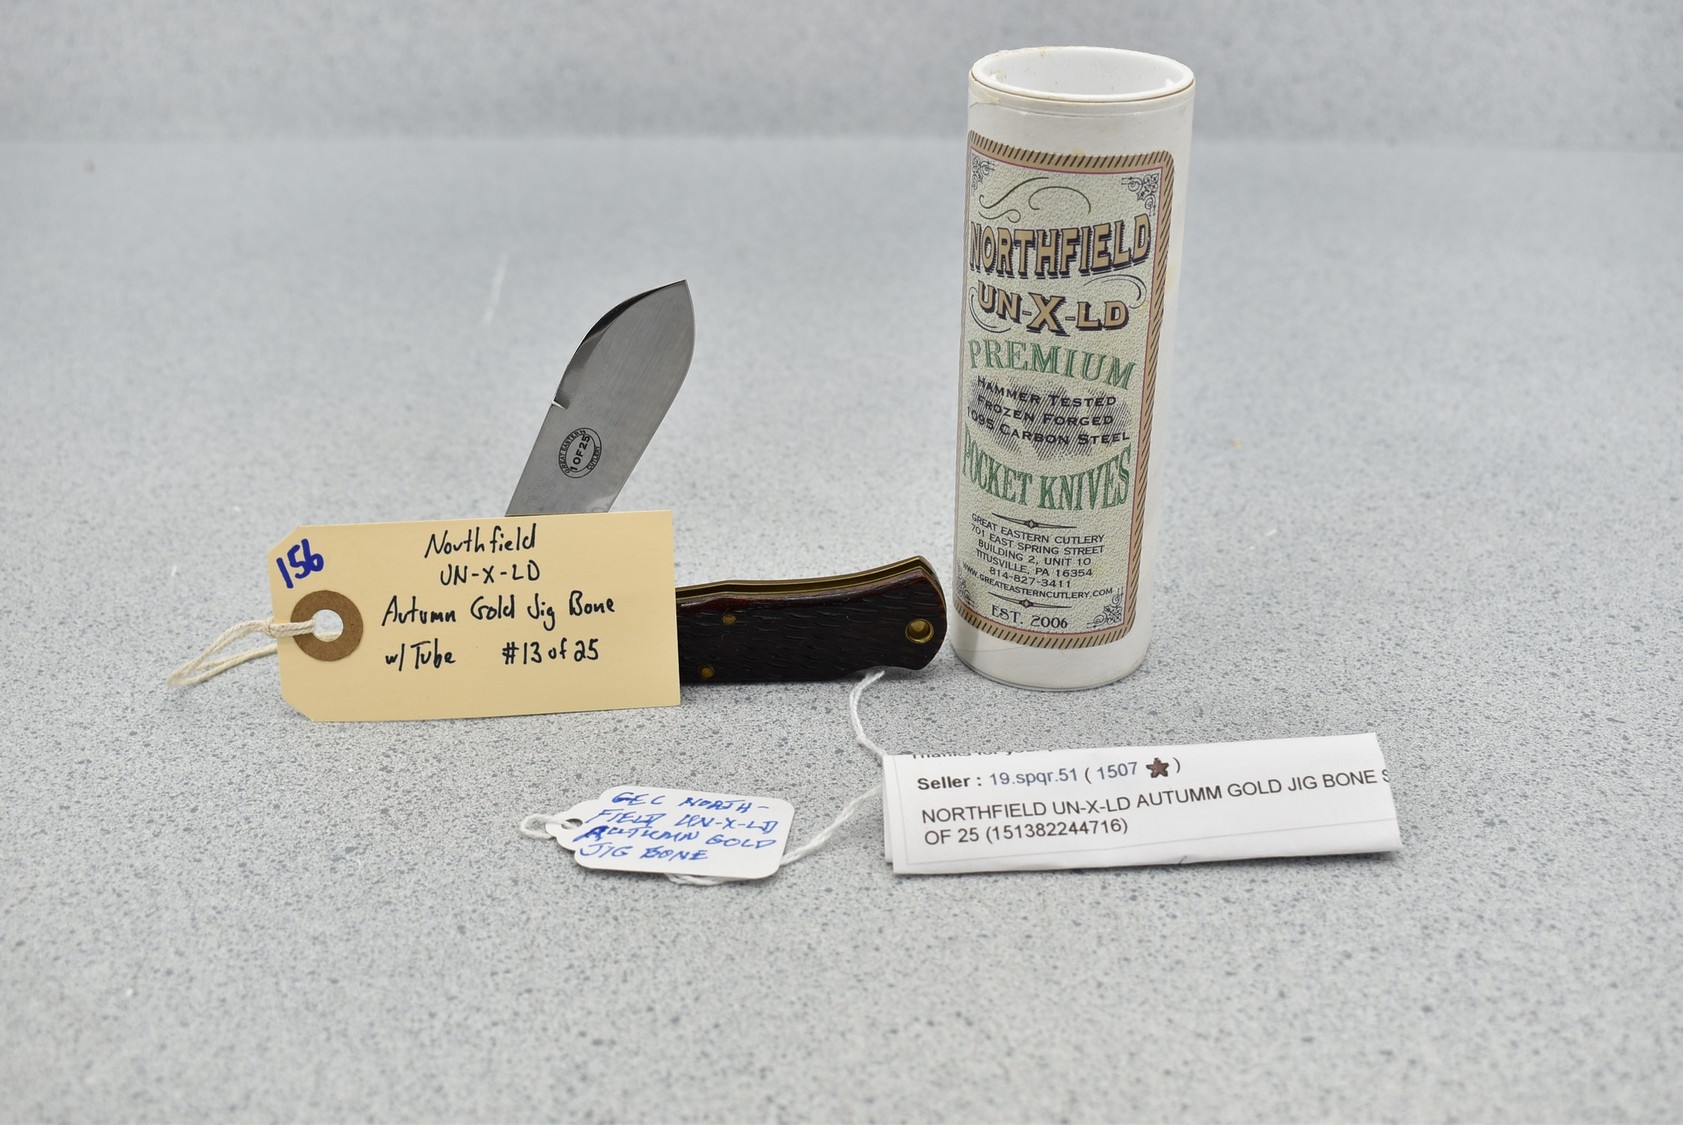 NORTHFIELD
UN-X-LD
PREMIUM
HAMMER TESTED
FROZEN FORGED
1095 CARBON STEEL
POCKET KNIVES
GREAT EASTERN CUTLERY
701 EAST SPRING STREET
BUILDING 2, UNIT 10
TITUSVILLE, PA 16354
814-827-3411
WWW.GREATEASTERNCUTLERY.COM
EST. 2006
GREAT EASTERN
1 OF 25
CUTLERY
156
Northfield
UN-X-LD
Autumn Gold Jig Bone
w/ Tube #13 of 25
Seller : 19.spqr.51 ( 1507 )
NORTHFIELD UN-X-LD AUTUMM GOLD JIG BONE S
OF 25 (151382244716)
GEC NORTH-
FIELD UN-X-LD
AUTUMN GOLD
JIG BONE